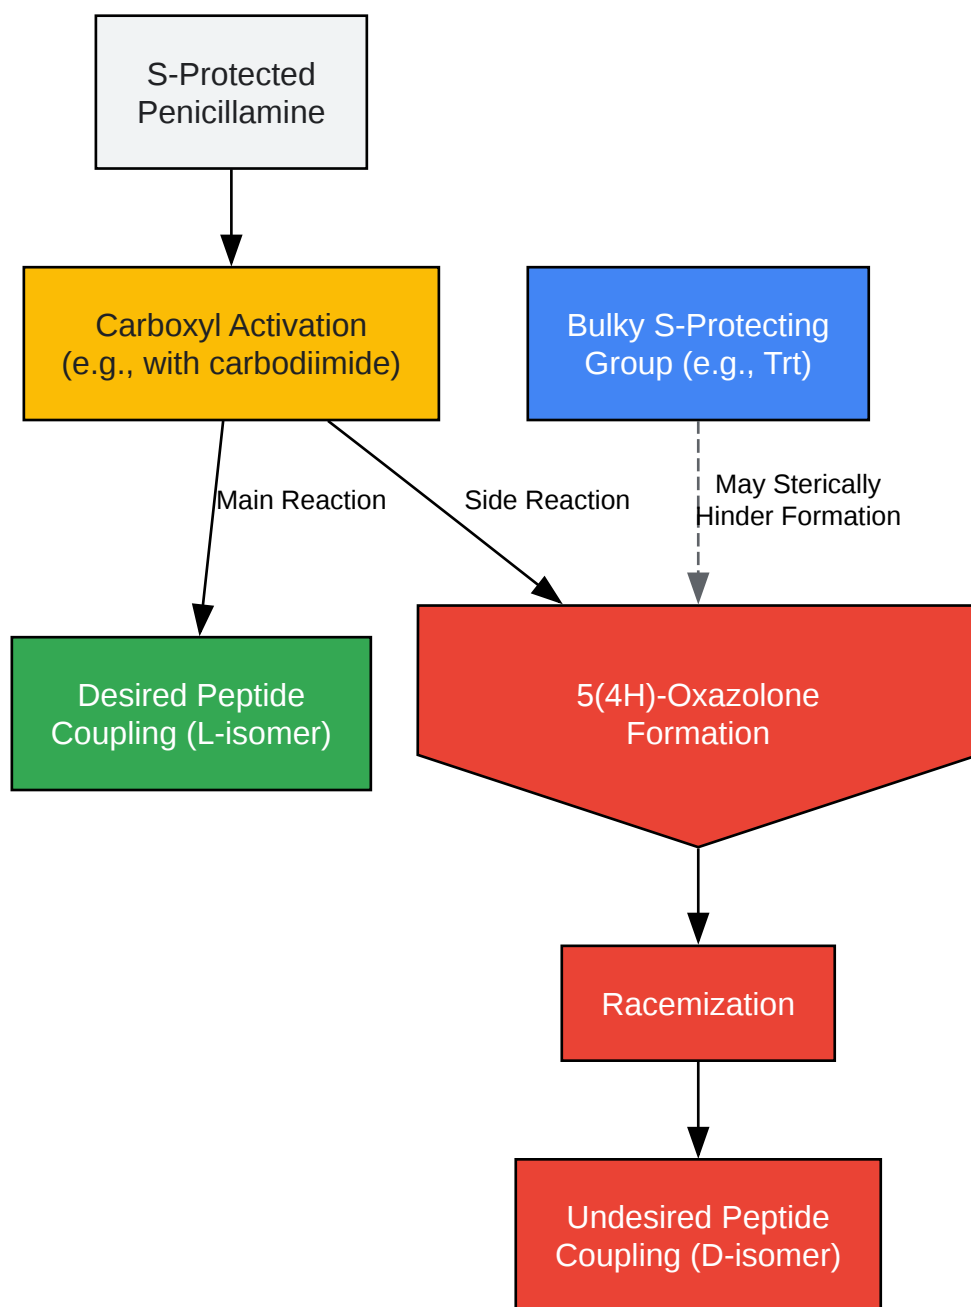 S-Protected
Penicillamine
Carboxyl Activation
(e.g., with carbodiimide)
Bulky S-Protecting
Group (e.g., Trt)
Main Reaction
Side Reaction
May Sterically
Hinder Formation
Desired Peptide
Coupling (L-isomer)
5(4H)-Oxazolone
Formation
Racemization
Undesired Peptide
Coupling (D-isomer)